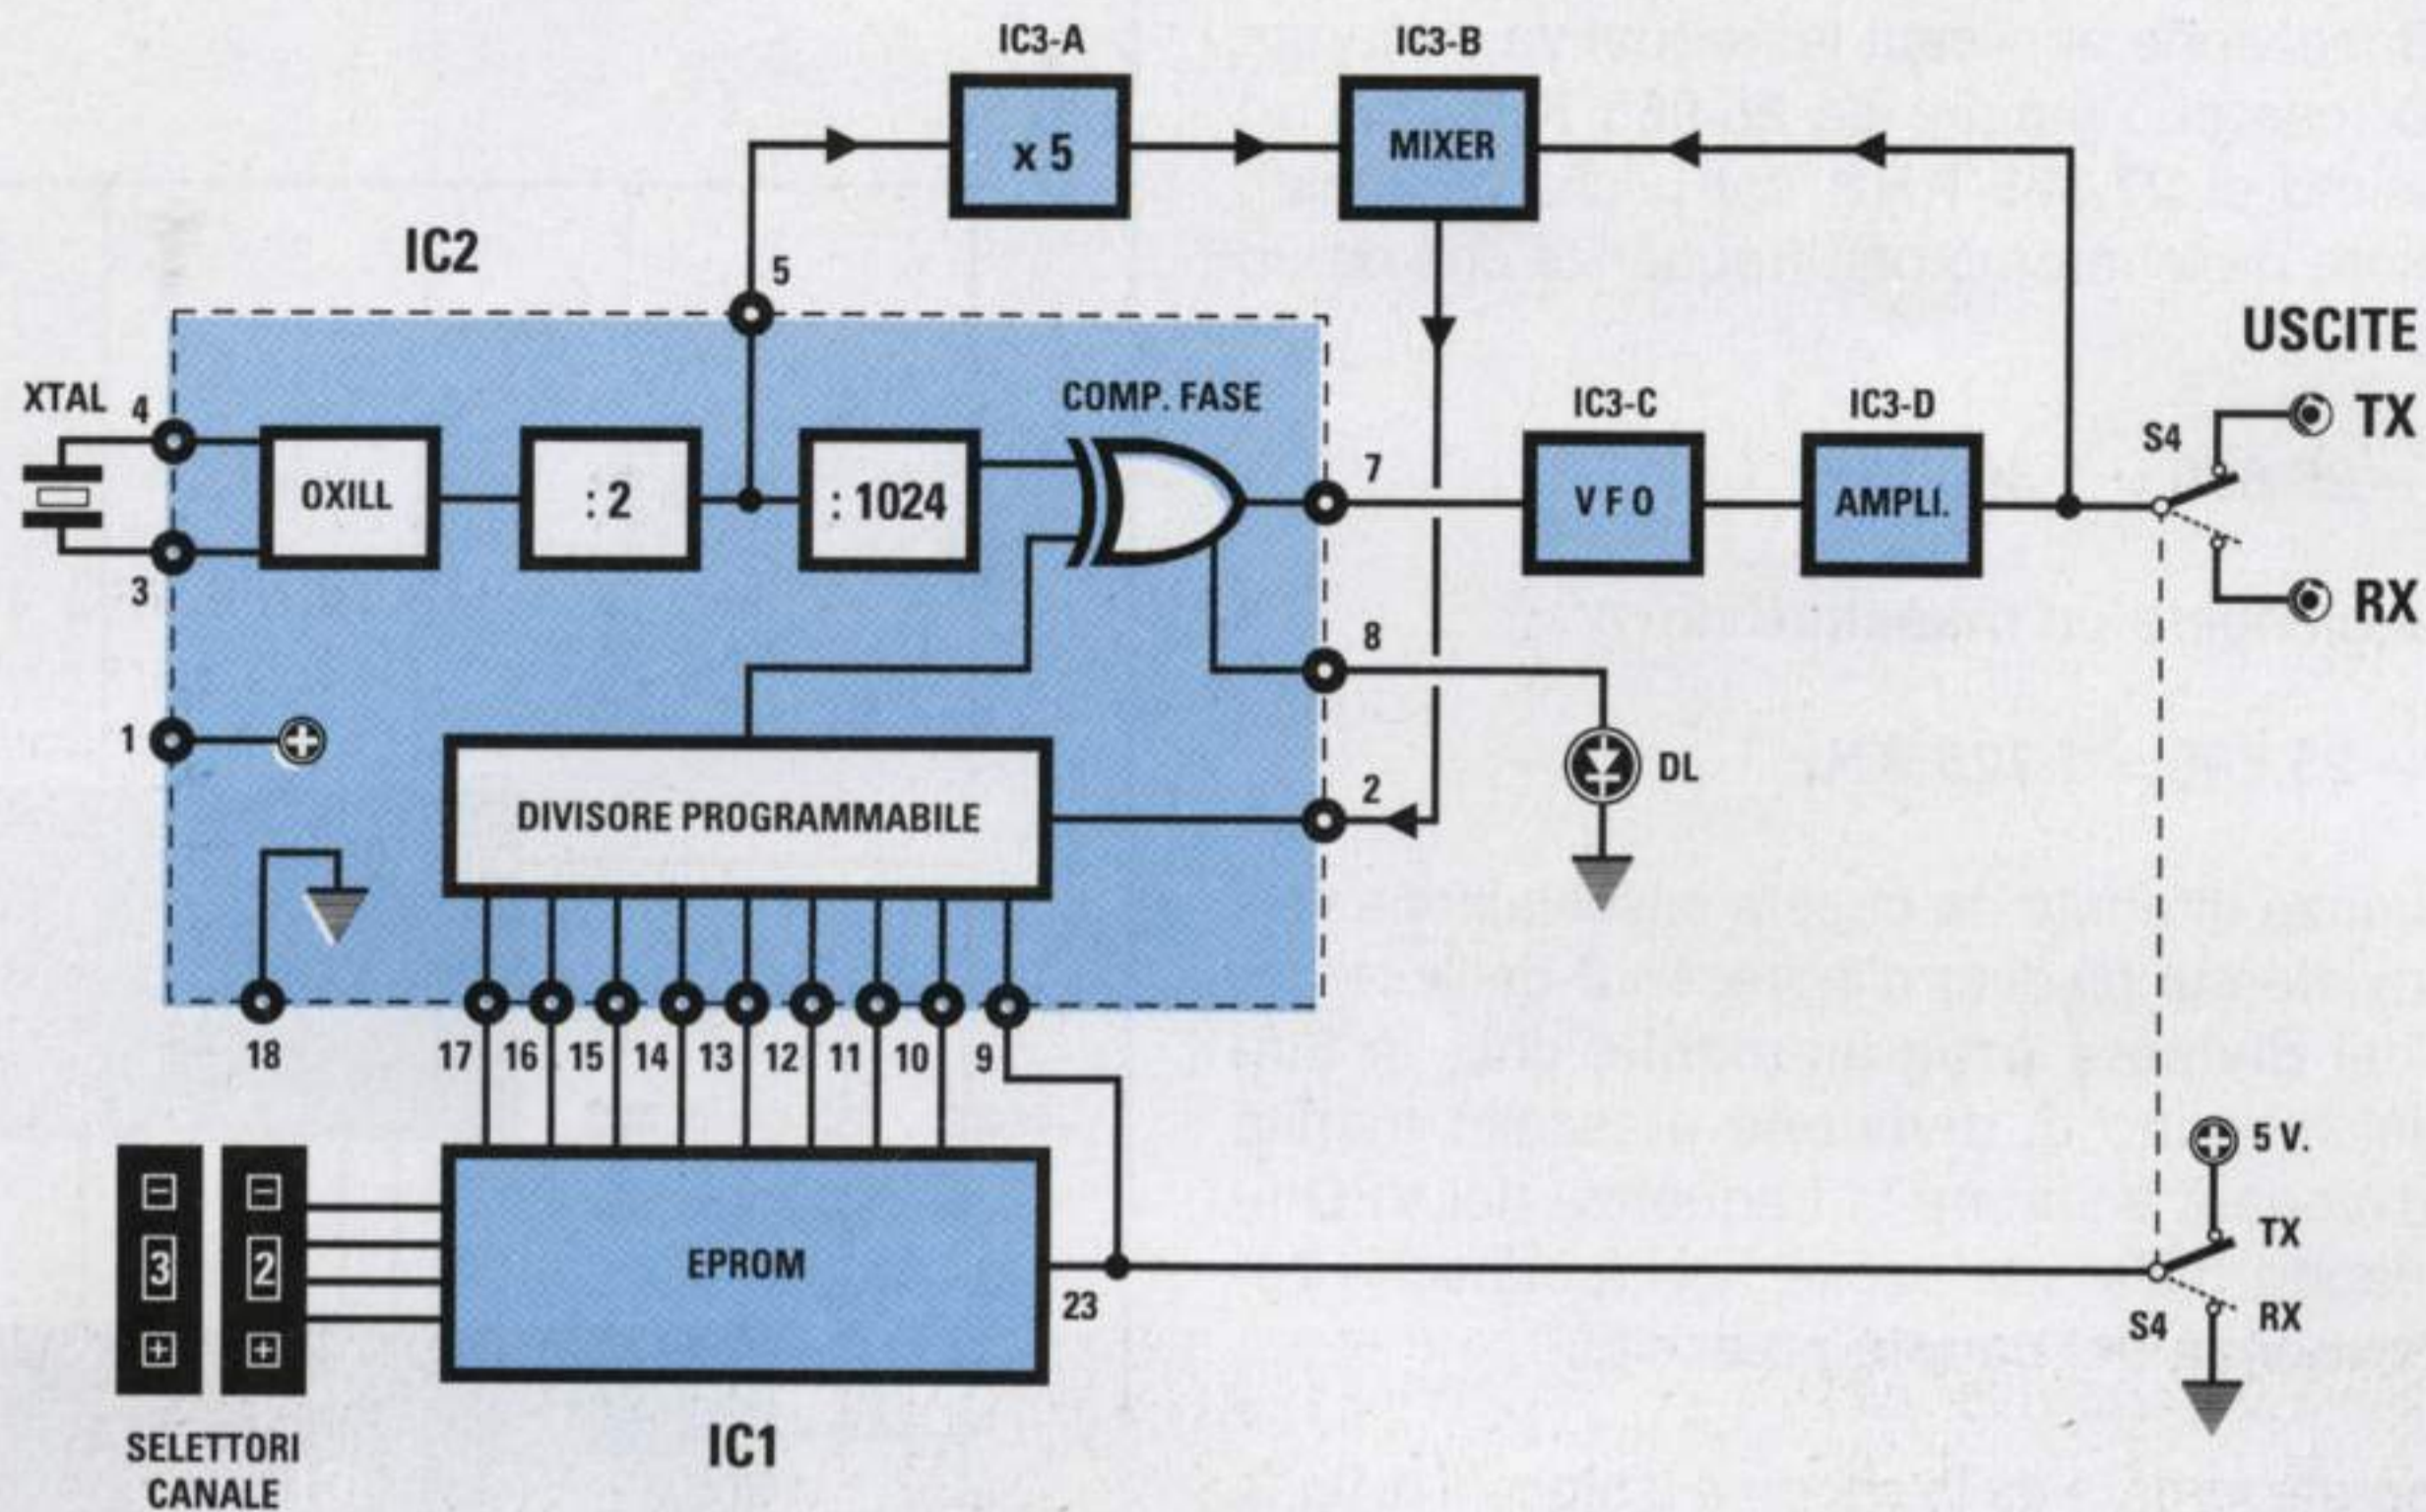 IC3-A
IC3-B
x 5
MIXER
IC2
5
USCITE
XTAL
4
COMP. FASE
IC3-C
IC3-D
TX
S4
7
OXILL
: 2
: 1024
V F O
AMPLI.
3
RX
8
1
DL
2
DIVISORE PROGRAMMABILE
18
17
16
15
14
13
12
11
10
9
5 V.
TX
3
2
EPROM
23
S4
RX
SELETTORI
CANALE
IC1